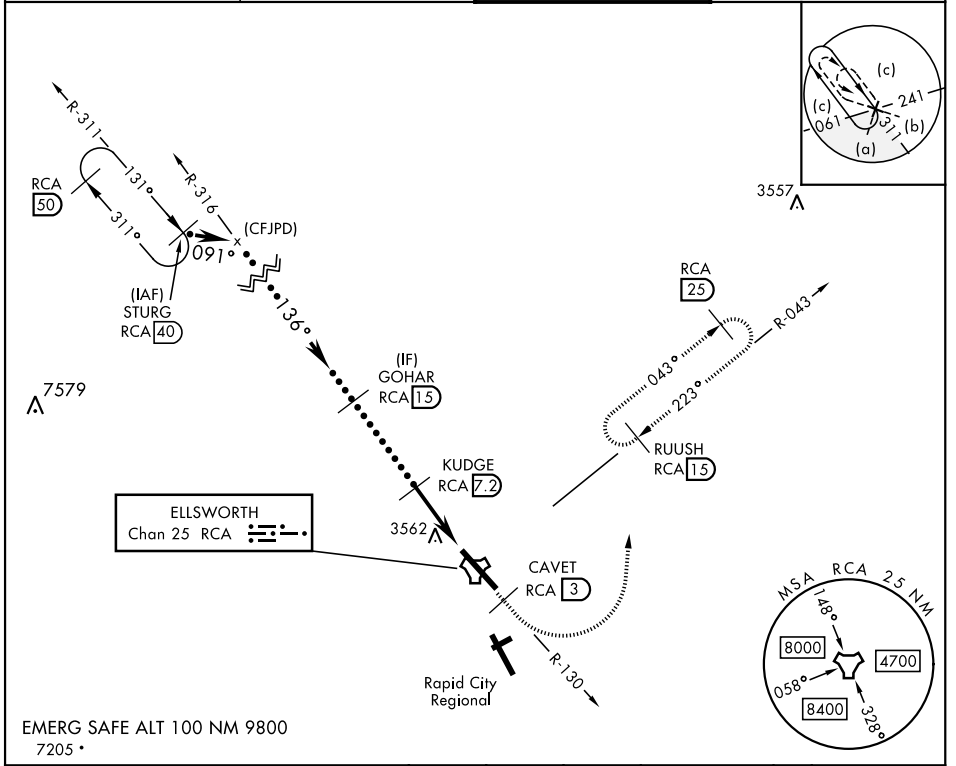 (c)
(c)
241
061
311
(b)
(a)
R-311
131°
R-316
RCA
50
311°
(CFJPD)
091°
3557
(IAF)
STURG
RCA 40
136°
RCA
25
R-043
043°
223°
(IF)
GOHAR
RCA 15
7579
RUUSH
RCA 15
KUDGE
RCA 7.2
ELLSWORTH
Chan 25 RCA
3562
CAVET
RCA 3
R-130
Rapid City
Regional
MSA RCA 25 NM
148°
8000
4700
058°
8400
328°
EMERG SAFE ALT 100 NM 9800
7205